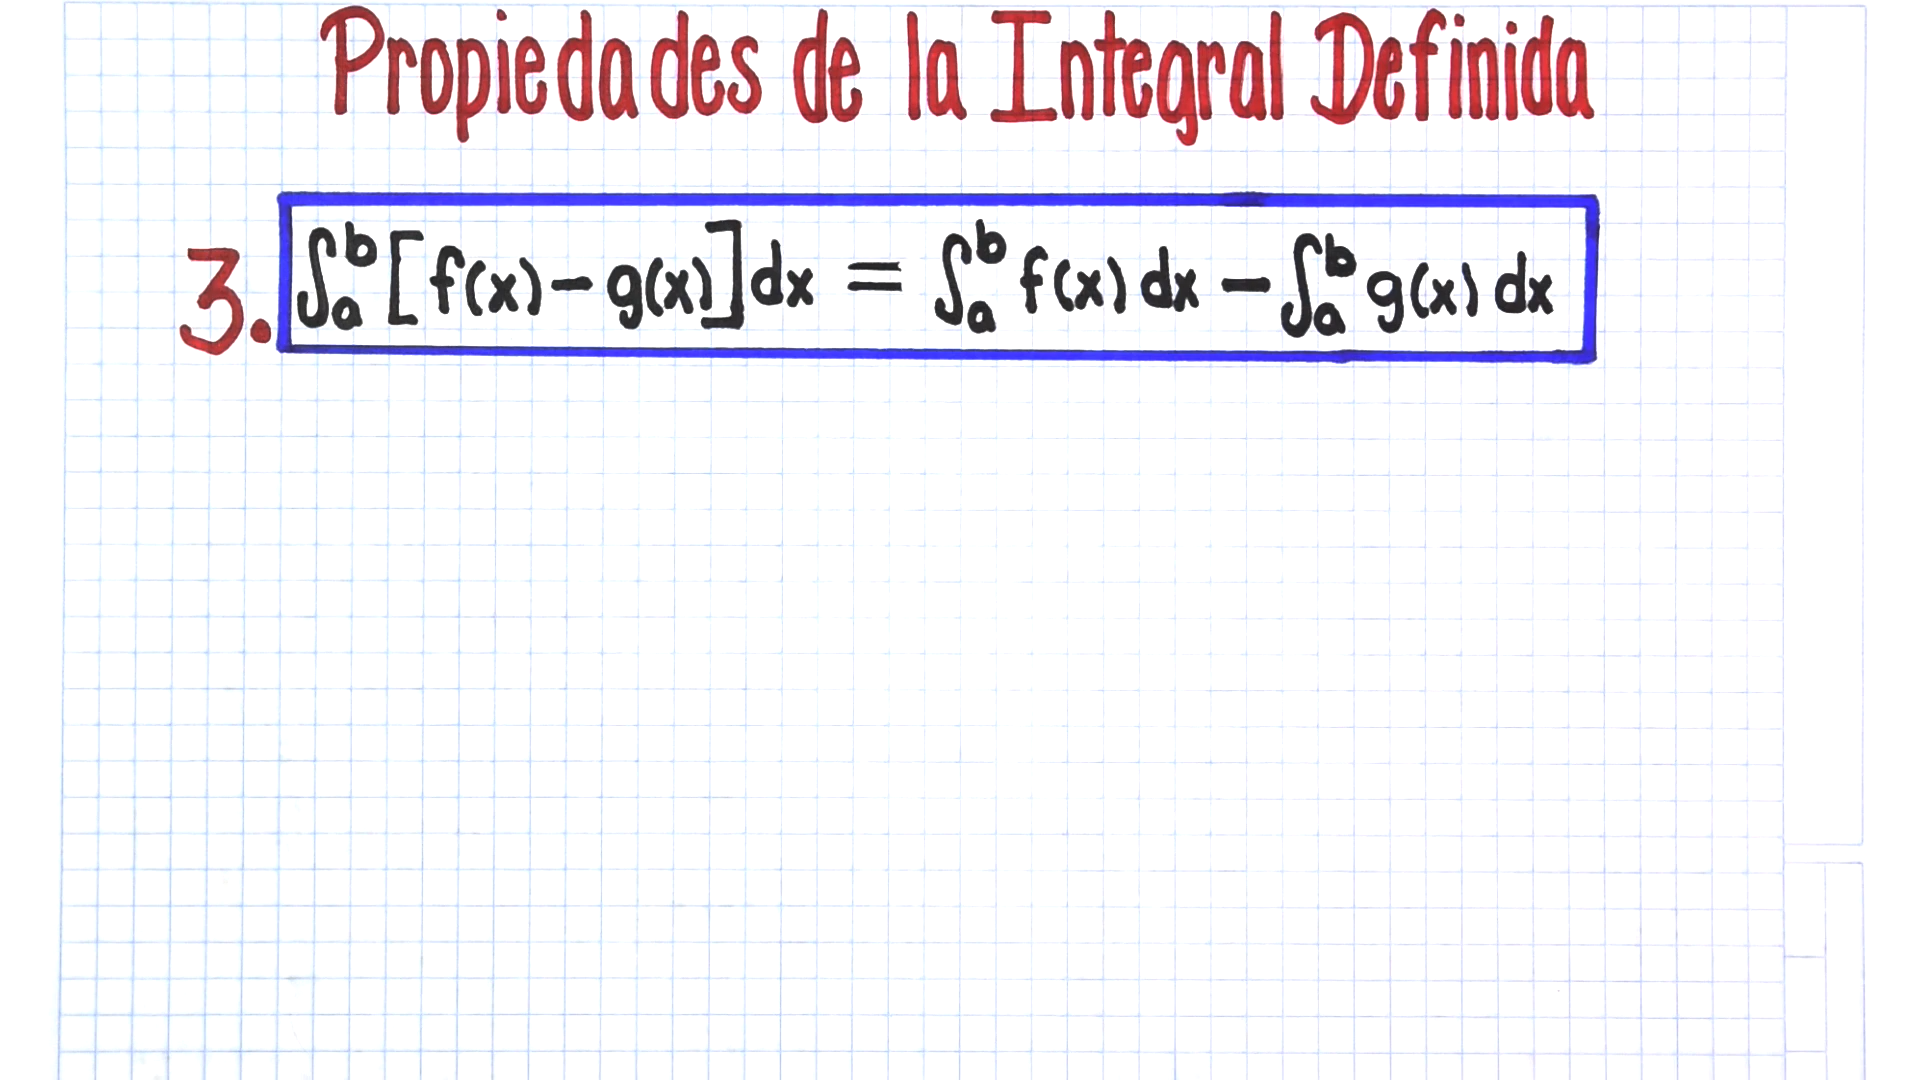 Propiedades de la Integral Definida
3. ∫ₐᵇ [f(x) − g(x)] dx = ∫ₐᵇ f(x) dx − ∫ₐᵇ g(x) dx